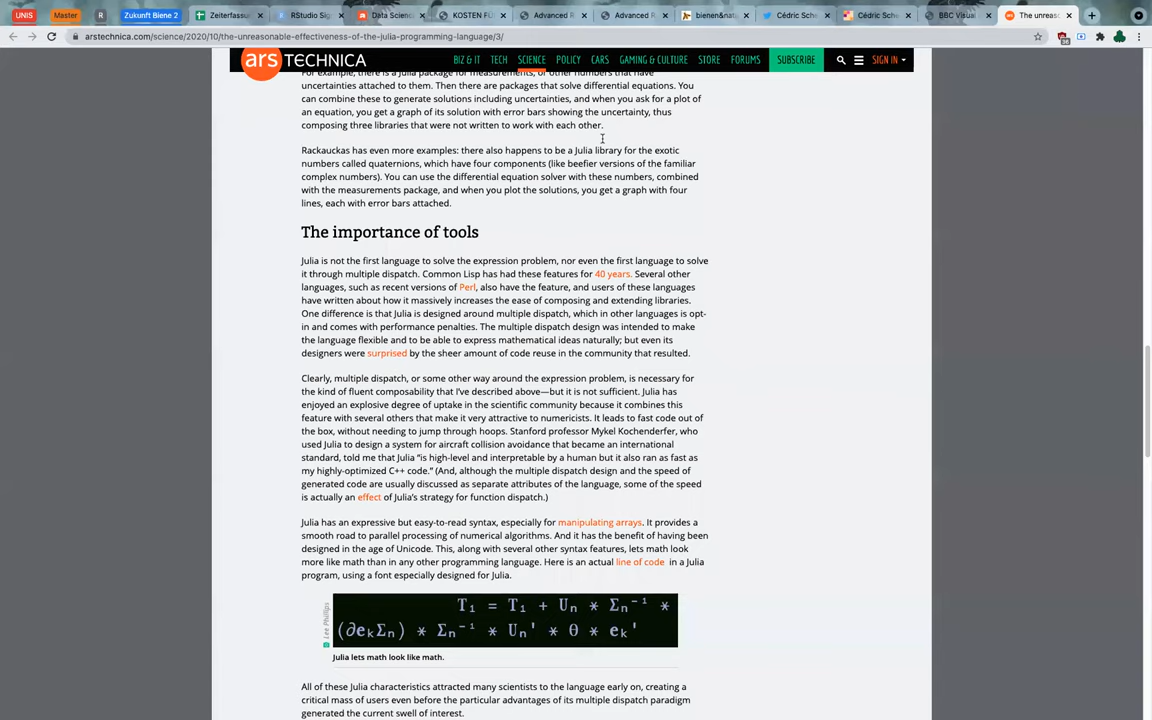 UNIS
Master
R
Zukunft Biene 2
Zeiterfassu
RStudio Sig
Data Scienc
KOSTEN FÜ
Advanced R
Advanced R
bienen&nat
Cédric Sche
Cédric Sche
BBC Visual
The unreas
arstechnica.com/science/2020/10/the-unreasonable-effectiveness-of-the-julia-programming-language/3/
ars TECHNICA
BIZ & IT
TECH
SCIENCE
POLICY
CARS
GAMING & CULTURE
STORE
FORUMS
SUBSCRIBE
SIGN IN
For example, there is a Julia package for measurements, or other numbers that have
uncertainties attached to them. Then there are packages that solve differential equations. You
can combine these to generate solutions including uncertainties, and when you ask for a plot of
an equation, you get a graph of its solution with error bars showing the uncertainty, thus
composing three libraries that were not written to work with each other.
Rackauckas has even more examples: there also happens to be a Julia library for the exotic
numbers called quaternions, which have four components (like beefier versions of the familiar
complex numbers). You can use the differential equation solver with these numbers, combined
with the measurements package, and when you plot the solutions, you get a graph with four
lines, each with error bars attached.
The importance of tools
Julia is not the first language to solve the expression problem, nor even the first language to solve
it through multiple dispatch. Common Lisp has had these features for 40 years. Several other
languages, such as recent versions of Perl, also have the feature, and users of these languages
have written about how it massively increases the ease of composing and extending libraries.
One difference is that Julia is designed around multiple dispatch, which in other languages is opt-
in and comes with performance penalties. The multiple dispatch design was intended to make
the language flexible and to be able to express mathematical ideas naturally; but even its
designers were surprised by the sheer amount of code reuse in the community that resulted.
Clearly, multiple dispatch, or some other way around the expression problem, is necessary for
the kind of fluent composability that I've described above—but it is not sufficient. Julia has
enjoyed an explosive degree of uptake in the scientific community because it combines this
feature with several others that make it very attractive to numericists. It leads to fast code out of
the box, without needing to jump through hoops. Stanford professor Mykel Kochenderfer, who
used Julia to design a system for aircraft collision avoidance that became an international
standard, told me that Julia "is high-level and interpretable by a human but it also ran as fast as
my highly-optimized C++ code." (And, although the multiple dispatch design and the speed of
generated code are usually discussed as separate attributes of the language, some of the speed
is actually an effect of Julia's strategy for function dispatch.)
Julia has an expressive but easy-to-read syntax, especially for manipulating arrays. It provides a
smooth road to parallel processing of numerical algorithms. And it has the benefit of having been
designed in the age of Unicode. This, along with several other syntax features, lets math look
more like math than in any other programming language. Here is an actual line of code in a Julia
program, using a font especially designed for Julia.
Lee Phillips
T₁ = T₁ + Uₙ * Σₙ⁻¹ *
(∂eₖΣₙ) * Σₙ⁻¹ * Uₙ' * θ * eₖ'
Julia lets math look like math.
All of these Julia characteristics attracted many scientists to the language early on, creating a
critical mass of users even before the particular advantages of its multiple dispatch paradigm
generated the current swell of interest.